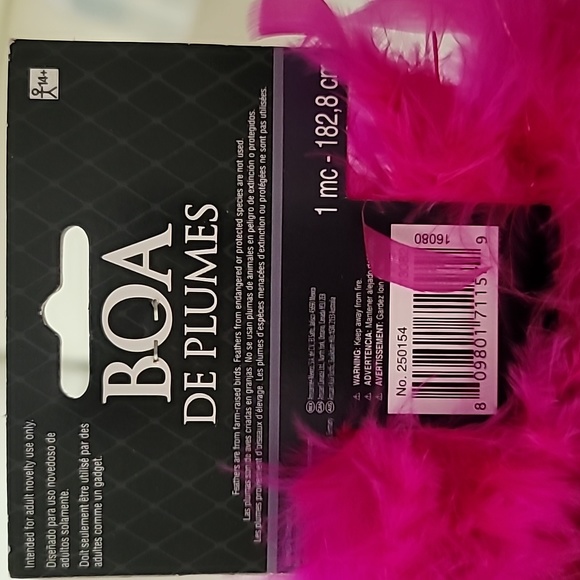 14+
Intended for adult novelty use only.
Diseñado para uso novedoso de
adultos solamente.
Doit seulement être utilisé par des
adultes comme un gadget.
BOA
DE PLUMES
Feathers are from farm-raised birds. Feathers from endangered or protected species are not used.
Las plumas son de aves criadas en granjas. No se usan plumas de animales en peligro de extinción o protegidos.
Les plumes proviennent d'oiseaux d'élevage. Les plumes d'espèces menacées d'extinction ou protégées ne sont pas utilisées.
1 mc - 182,8 cm
WARNING: Keep away from fire.
ADVERTENCIA: Mantener alejado
AVERTISSEMENT: Gardez loin
No. 250154
16080
8 09801 7115 9